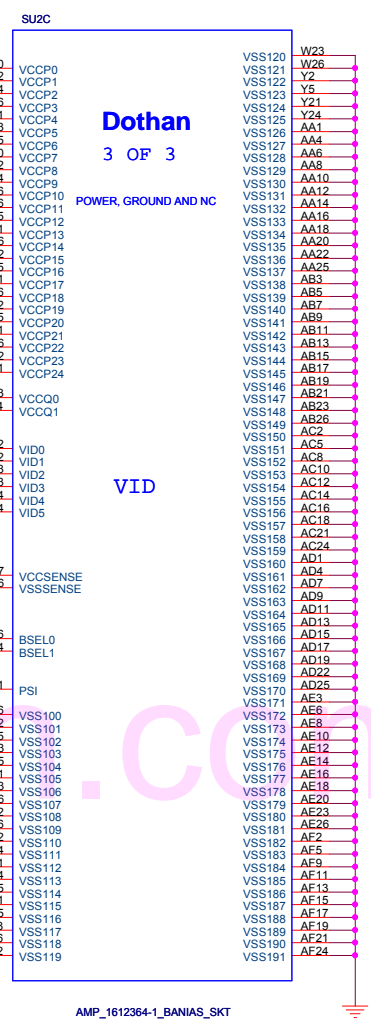 SU2C
VCCP0
VCCP1
VCCP2
VCCP3
VCCP4
VCCP5
VCCP6
VCCP7
VCCP8
VCCP9
VCCP10
VCCP11
VCCP12
VCCP13
VCCP14
VCCP15
VCCP16
VCCP17
VCCP18
VCCP19
VCCP20
VCCP21
VCCP22
VCCP23
VCCP24
VCCQ0
VCCQ1
VID0
VID1
VID2
VID3
VID4
VID5
VCCSENSE
VSSSENSE
BSEL0
BSEL1
PSI
VSS100
VSS101
VSS102
VSS103
VSS104
VSS105
VSS106
VSS107
VSS108
VSS109
VSS110
VSS111
VSS112
VSS113
VSS114
VSS115
VSS116
VSS117
VSS118
VSS119
Dothan
3 OF 3
POWER, GROUND AND NC
VID
VSS120 W23
VSS121 W26
VSS122 Y2
VSS123 Y5
VSS124 Y21
VSS125 Y24
VSS126 AA1
VSS127 AA4
VSS128 AA6
VSS129 AA8
VSS130 AA10
VSS131 AA12
VSS132 AA14
VSS133 AA16
VSS134 AA18
VSS135 AA20
VSS136 AA22
VSS137 AA25
VSS138 AB3
VSS139 AB5
VSS140 AB7
VSS141 AB9
VSS142 AB11
VSS143 AB13
VSS144 AB15
VSS145 AB17
VSS146 AB19
VSS147 AB21
VSS148 AB23
VSS149 AB26
VSS150 AC2
VSS151 AC5
VSS152 AC8
VSS153 AC10
VSS154 AC12
VSS155 AC14
VSS156 AC16
VSS157 AC18
VSS158 AC21
VSS159 AC24
VSS160 AD1
VSS161 AD4
VSS162 AD7
VSS163 AD9
VSS164 AD11
VSS165 AD13
VSS166 AD15
VSS167 AD17
VSS168 AD19
VSS169 AD22
VSS170 AD25
VSS171 AE3
VSS172 AE6
VSS173 AE8
VSS174 AE10
VSS175 AE12
VSS176 AE14
VSS177 AE16
VSS178 AE18
VSS179 AE20
VSS180 AE23
VSS181 AE26
VSS182 AF2
VSS183 AF5
VSS184 AF9
VSS185 AF11
VSS186 AF13
VSS187 AF15
VSS188 AF17
VSS189 AF19
VSS190 AF21
VSS191 AF24
AMP_1612364-1_BANIAS_SKT